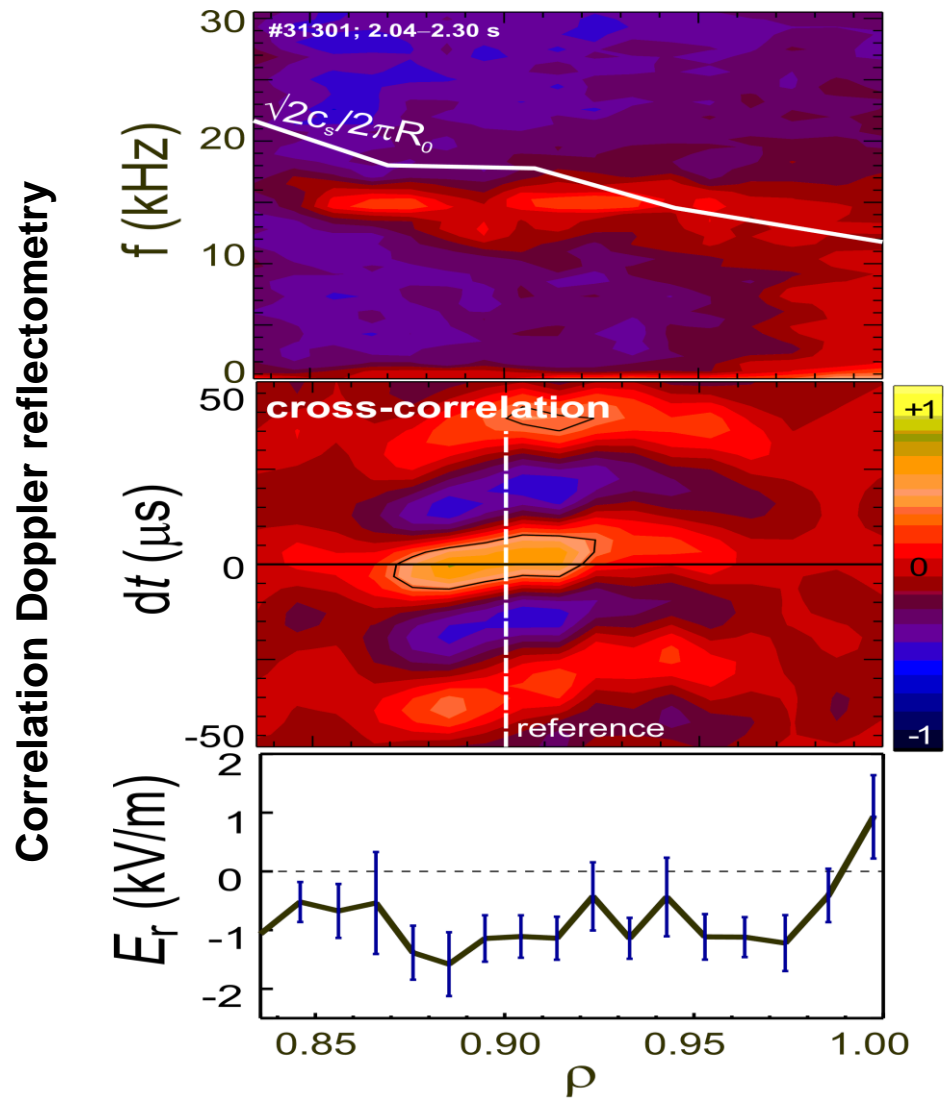 Correlation Doppler reflectometry
#31301; 2.04–2.30 s
√2c_s/2πR_0
f (kHz)
30
20
10
0
cross-correlation
reference
dt (μs)
50
0
-50
+1
0
-1
E_r (kV/m)
2
1
0
-1
-2
0.85
0.90
0.95
1.00
ρ